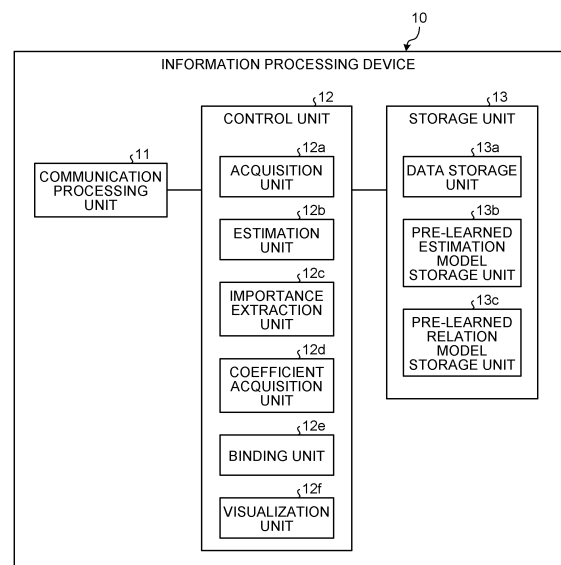 10
INFORMATION PROCESSING DEVICE
11
COMMUNICATION
PROCESSING
UNIT
12
CONTROL UNIT
12a
ACQUISITION
UNIT
12b
ESTIMATION
UNIT
12c
IMPORTANCE
EXTRACTION
UNIT
12d
COEFFICIENT
ACQUISITION
UNIT
12e
BINDING UNIT
12f
VISUALIZATION
UNIT
13
STORAGE UNIT
13a
DATA STORAGE
UNIT
13b
PRE-LEARNED
ESTIMATION
MODEL
STORAGE UNIT
13c
PRE-LEARNED
RELATION
MODEL
STORAGE UNIT